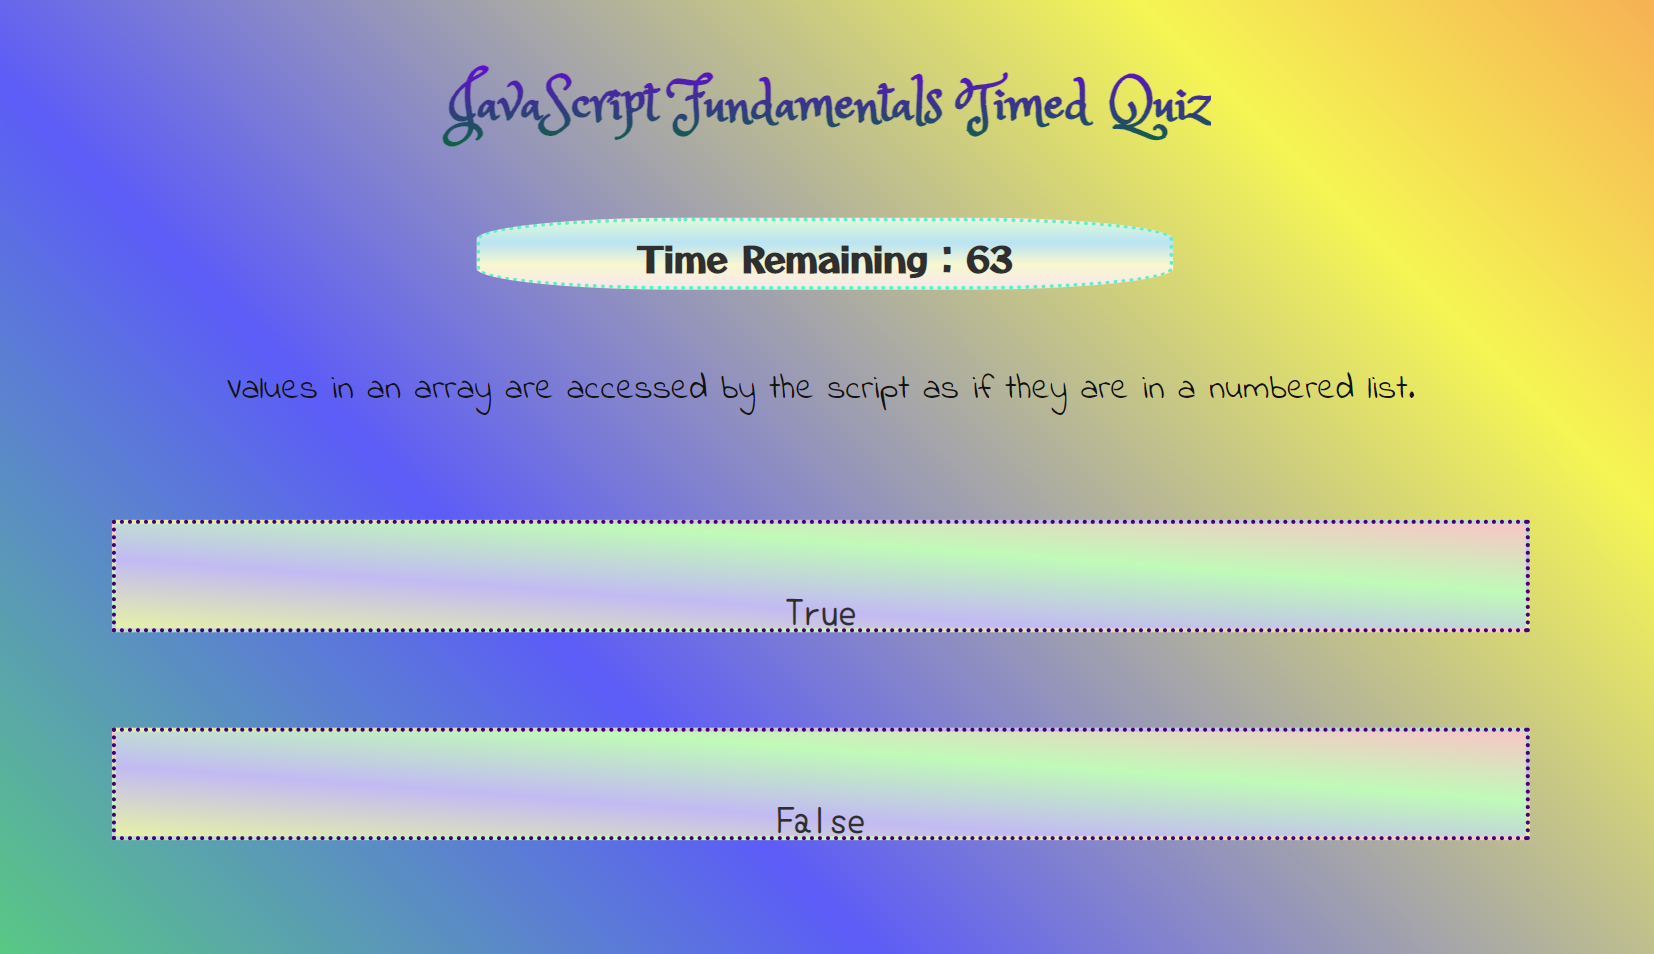 JavaScript Fundamentals Timed Quiz
Time Remaining : 63
Values in an array are accessed by the script as if they are in a numbered list.
True
False